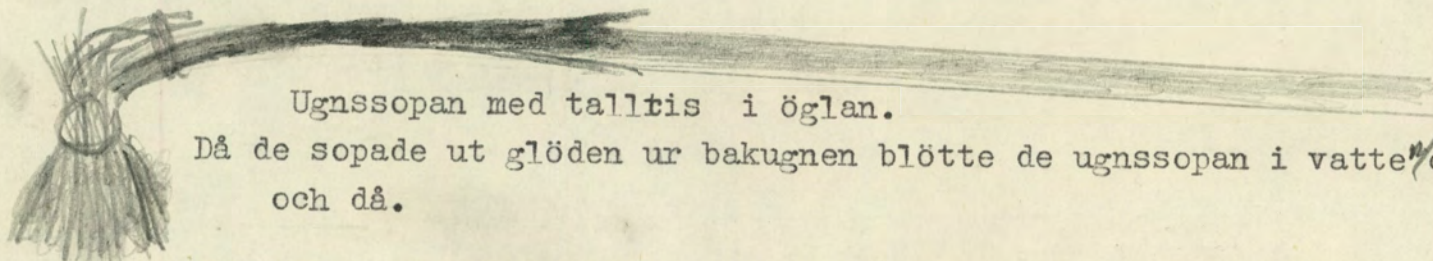 Ugnssopan med talltis i öglan.
Då de sopade ut glöden ur bakugnen blötte de ugnssopan i vatten
och då.